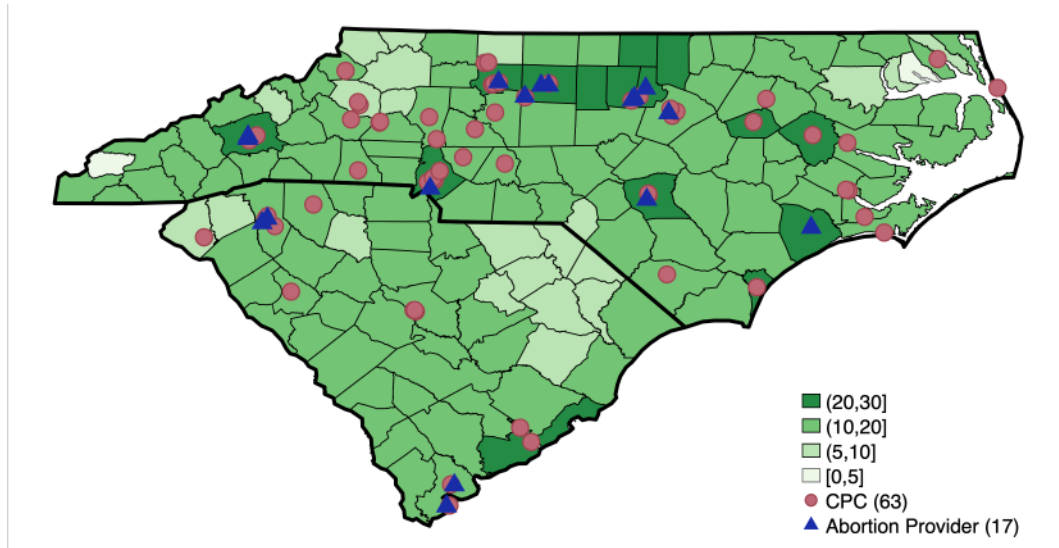 (20,30]
(10,20]
(5,10]
[0,5]
CPC (63)
Abortion Provider (17)